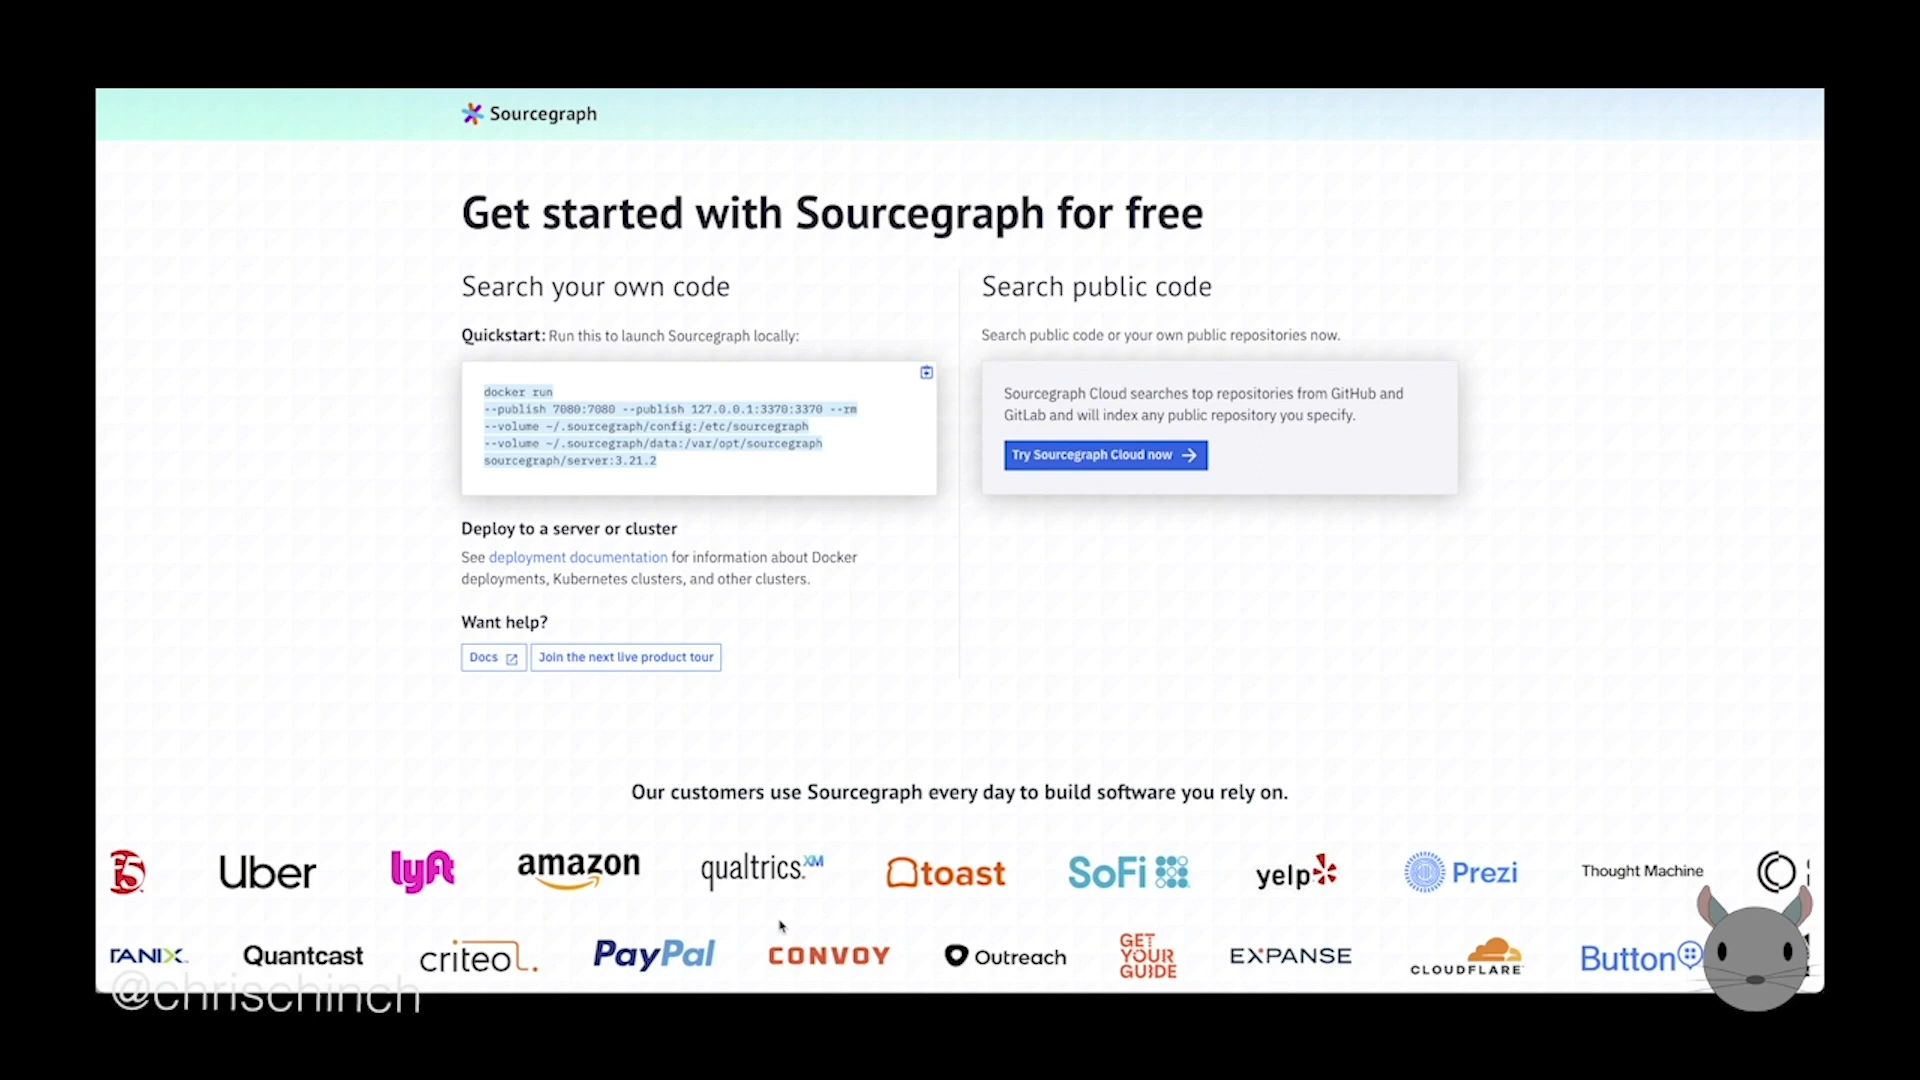 Sourcegraph
Get started with Sourcegraph for free
Search your own code
Quickstart: Run this to launch Sourcegraph locally:
docker run
--publish 7080:7080 --publish 127.0.0.1:3370:3370 --rm
--volume ~/.sourcegraph/config:/etc/sourcegraph
--volume ~/.sourcegraph/data:/var/opt/sourcegraph
sourcegraph/server:3.21.2
Deploy to a server or cluster
See deployment documentation for information about Docker
deployments, Kubernetes clusters, and other clusters.
Want help?
Docs
Join the next live product tour
Search public code
Search public code or your own public repositories now.
Sourcegraph Cloud searches top repositories from GitHub and
GitLab and will index any public repository you specify.
Try Sourcegraph Cloud now
Our customers use Sourcegraph every day to build software you rely on.
F5 Uber lyft amazon qualtrics.XM toast SoFi yelp Prezi Thought Machine
TANIX Quantcast criteo PayPal CONVOY Outreach GET YOUR GUIDE EXPANSE CLOUDFLARE Button
@chrischinch